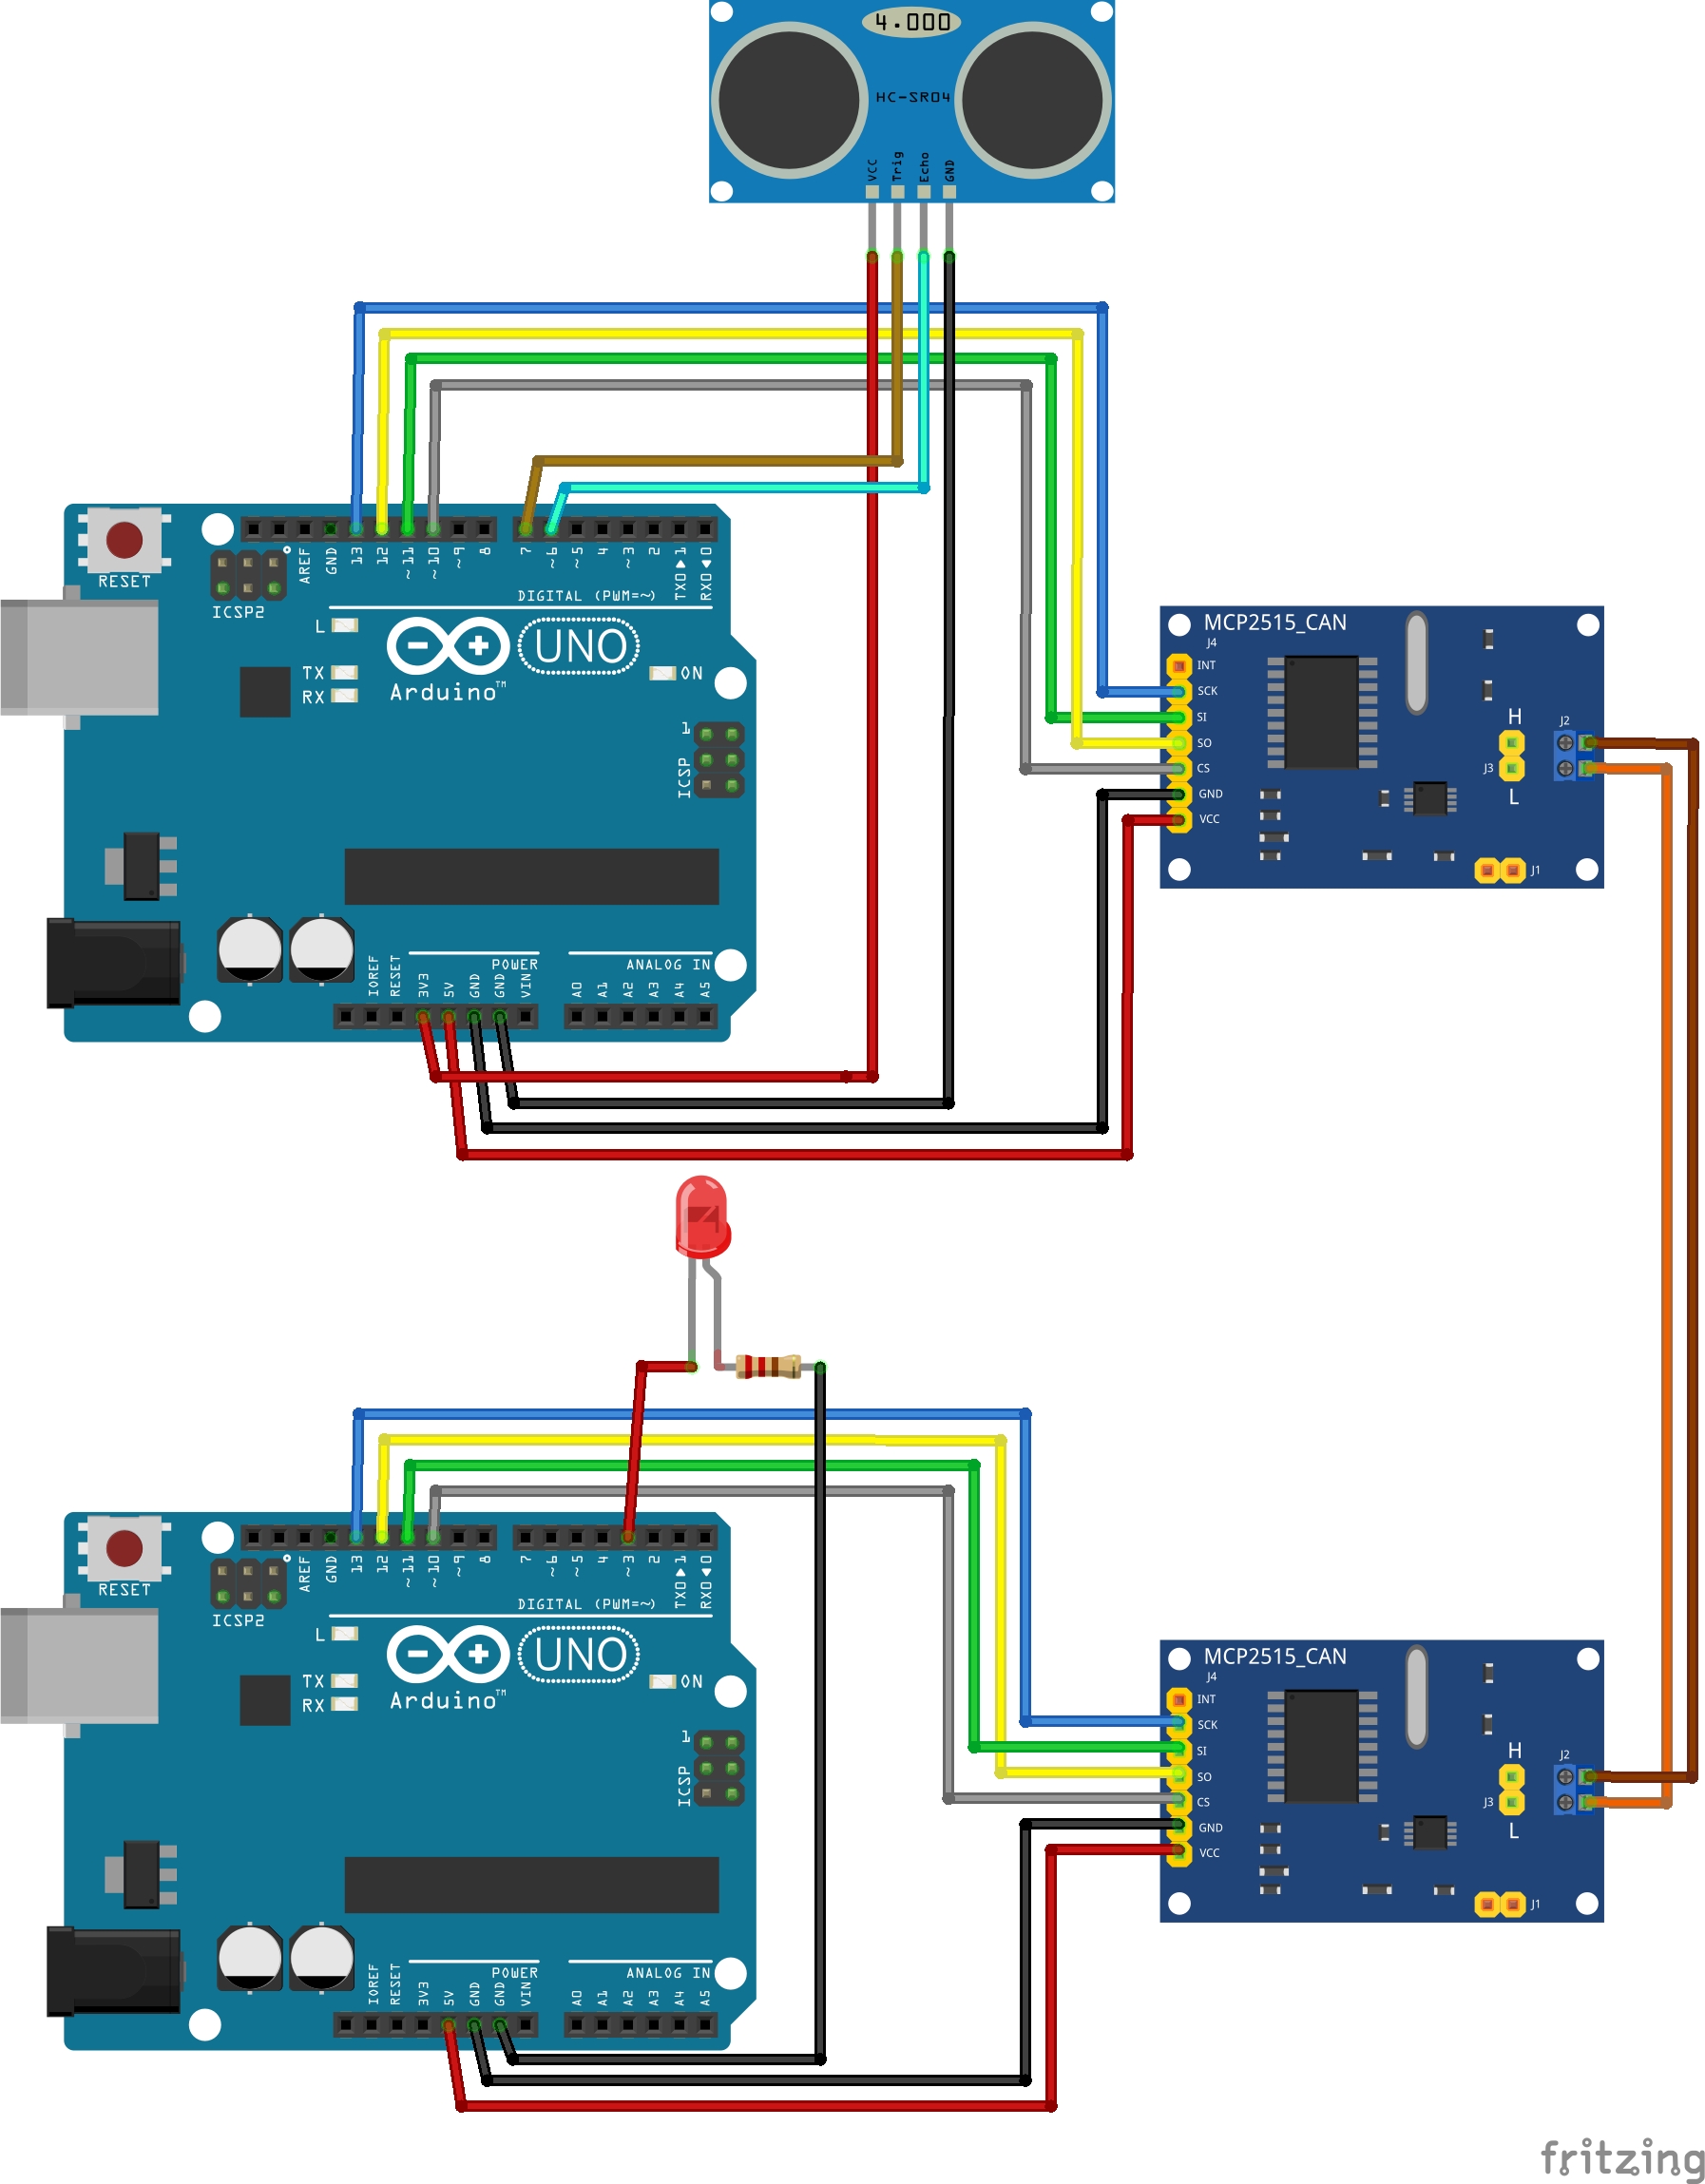 4.000
HC-SR04
VCC
Trig
Echo
GND
RESET
ICSP2
AREF
GND
13
12
~11
~10
~9
8
7
~6
~5
4
~3
2
TX0▶1
RX0◀0
DIGITAL (PWM=~)
L
TX
RX
Arduino™
UNO
ON
1
ICSP
IOREF
RESET
3V3
5V
GND
GND
VIN
POWER
ANALOG IN
A0
A1
A2
A3
A4
A5
MCP2515_CAN
J4
INT
SCK
SI
SO
CS
GND
VCC
H
J3
L
J2
J1
RESET
ICSP2
AREF
GND
13
12
~11
~10
~9
8
7
~6
~5
4
~3
2
TX0▶1
RX0◀0
DIGITAL (PWM=~)
L
TX
RX
Arduino™
UNO
ON
1
ICSP
IOREF
RESET
3V3
5V
GND
GND
VIN
POWER
ANALOG IN
A0
A1
A2
A3
A4
A5
MCP2515_CAN
J4
INT
SCK
SI
SO
CS
GND
VCC
H
J3
L
J2
J1
fritzing